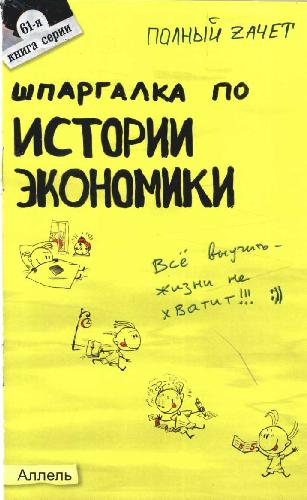 61-я
книга серии
ПОЛНЫЙ ZАЧЕТ
ШПАРГАЛКА ПО
ИСТОРИИ
ЭКОНОМИКИ
Всё выучить -
жизни не
хватит!!! :))
Аллель